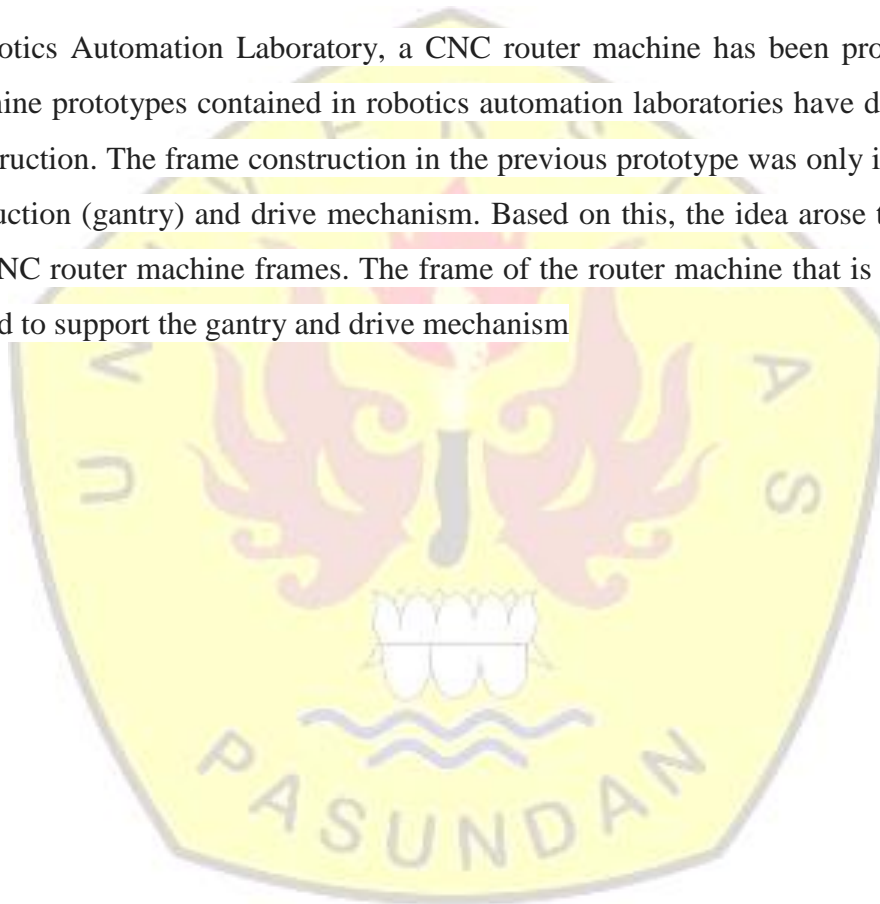 otics Automation Laboratory, a CNC router machine has been pro
ine prototypes contained in robotics automation laboratories have d
ruction. The frame construction in the previous prototype was only i
uction (gantry) and drive mechanism. Based on this, the idea arose t
NC router machine frames. The frame of the router machine that is
d to support the gantry and drive mechanism
UNIVERSITAS
PASUNDAN